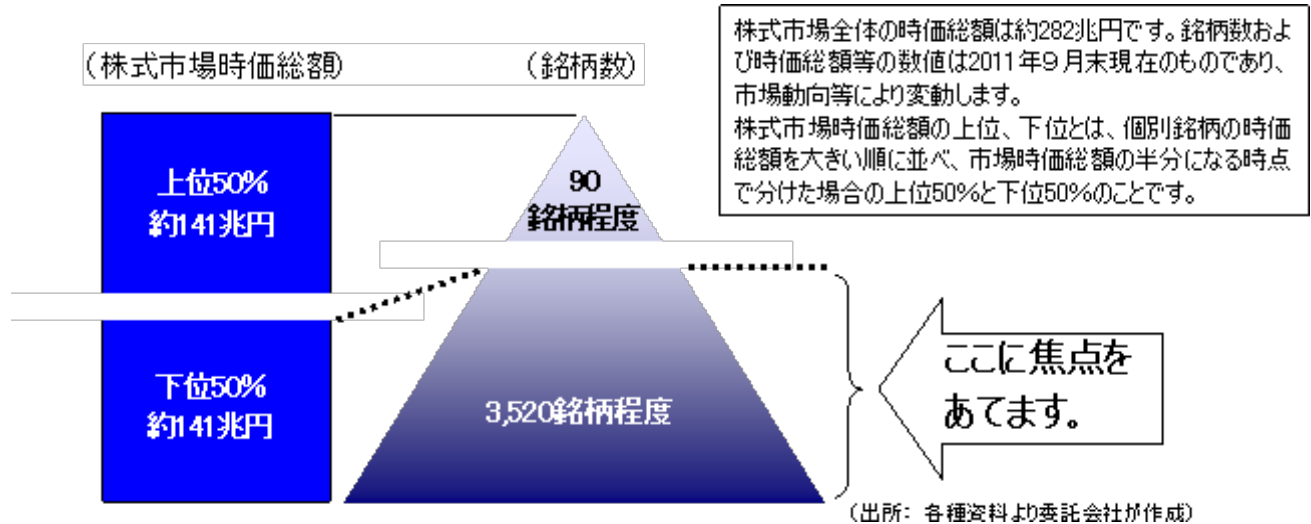 株式市場全体の時価総額は約282兆円です。銘柄数およ
び時価総額等の数値は2011年9月末現在のものであり、
市場動向等により変動します。
株式市場時価総額の上位、下位とは、個別銘柄の時価
総額を大きい順に並べ、市場時価総額の半分になる時点
で分けた場合の上位50%と下位50%のことです。
(株式市場時価総額) (銘柄数)
上位50%
約141兆円
90
銘柄程度
下位50%
約141兆円
3,520銘柄程度
ここに焦点を
あてます。
(出所: 各種資料より委託会社が作成)